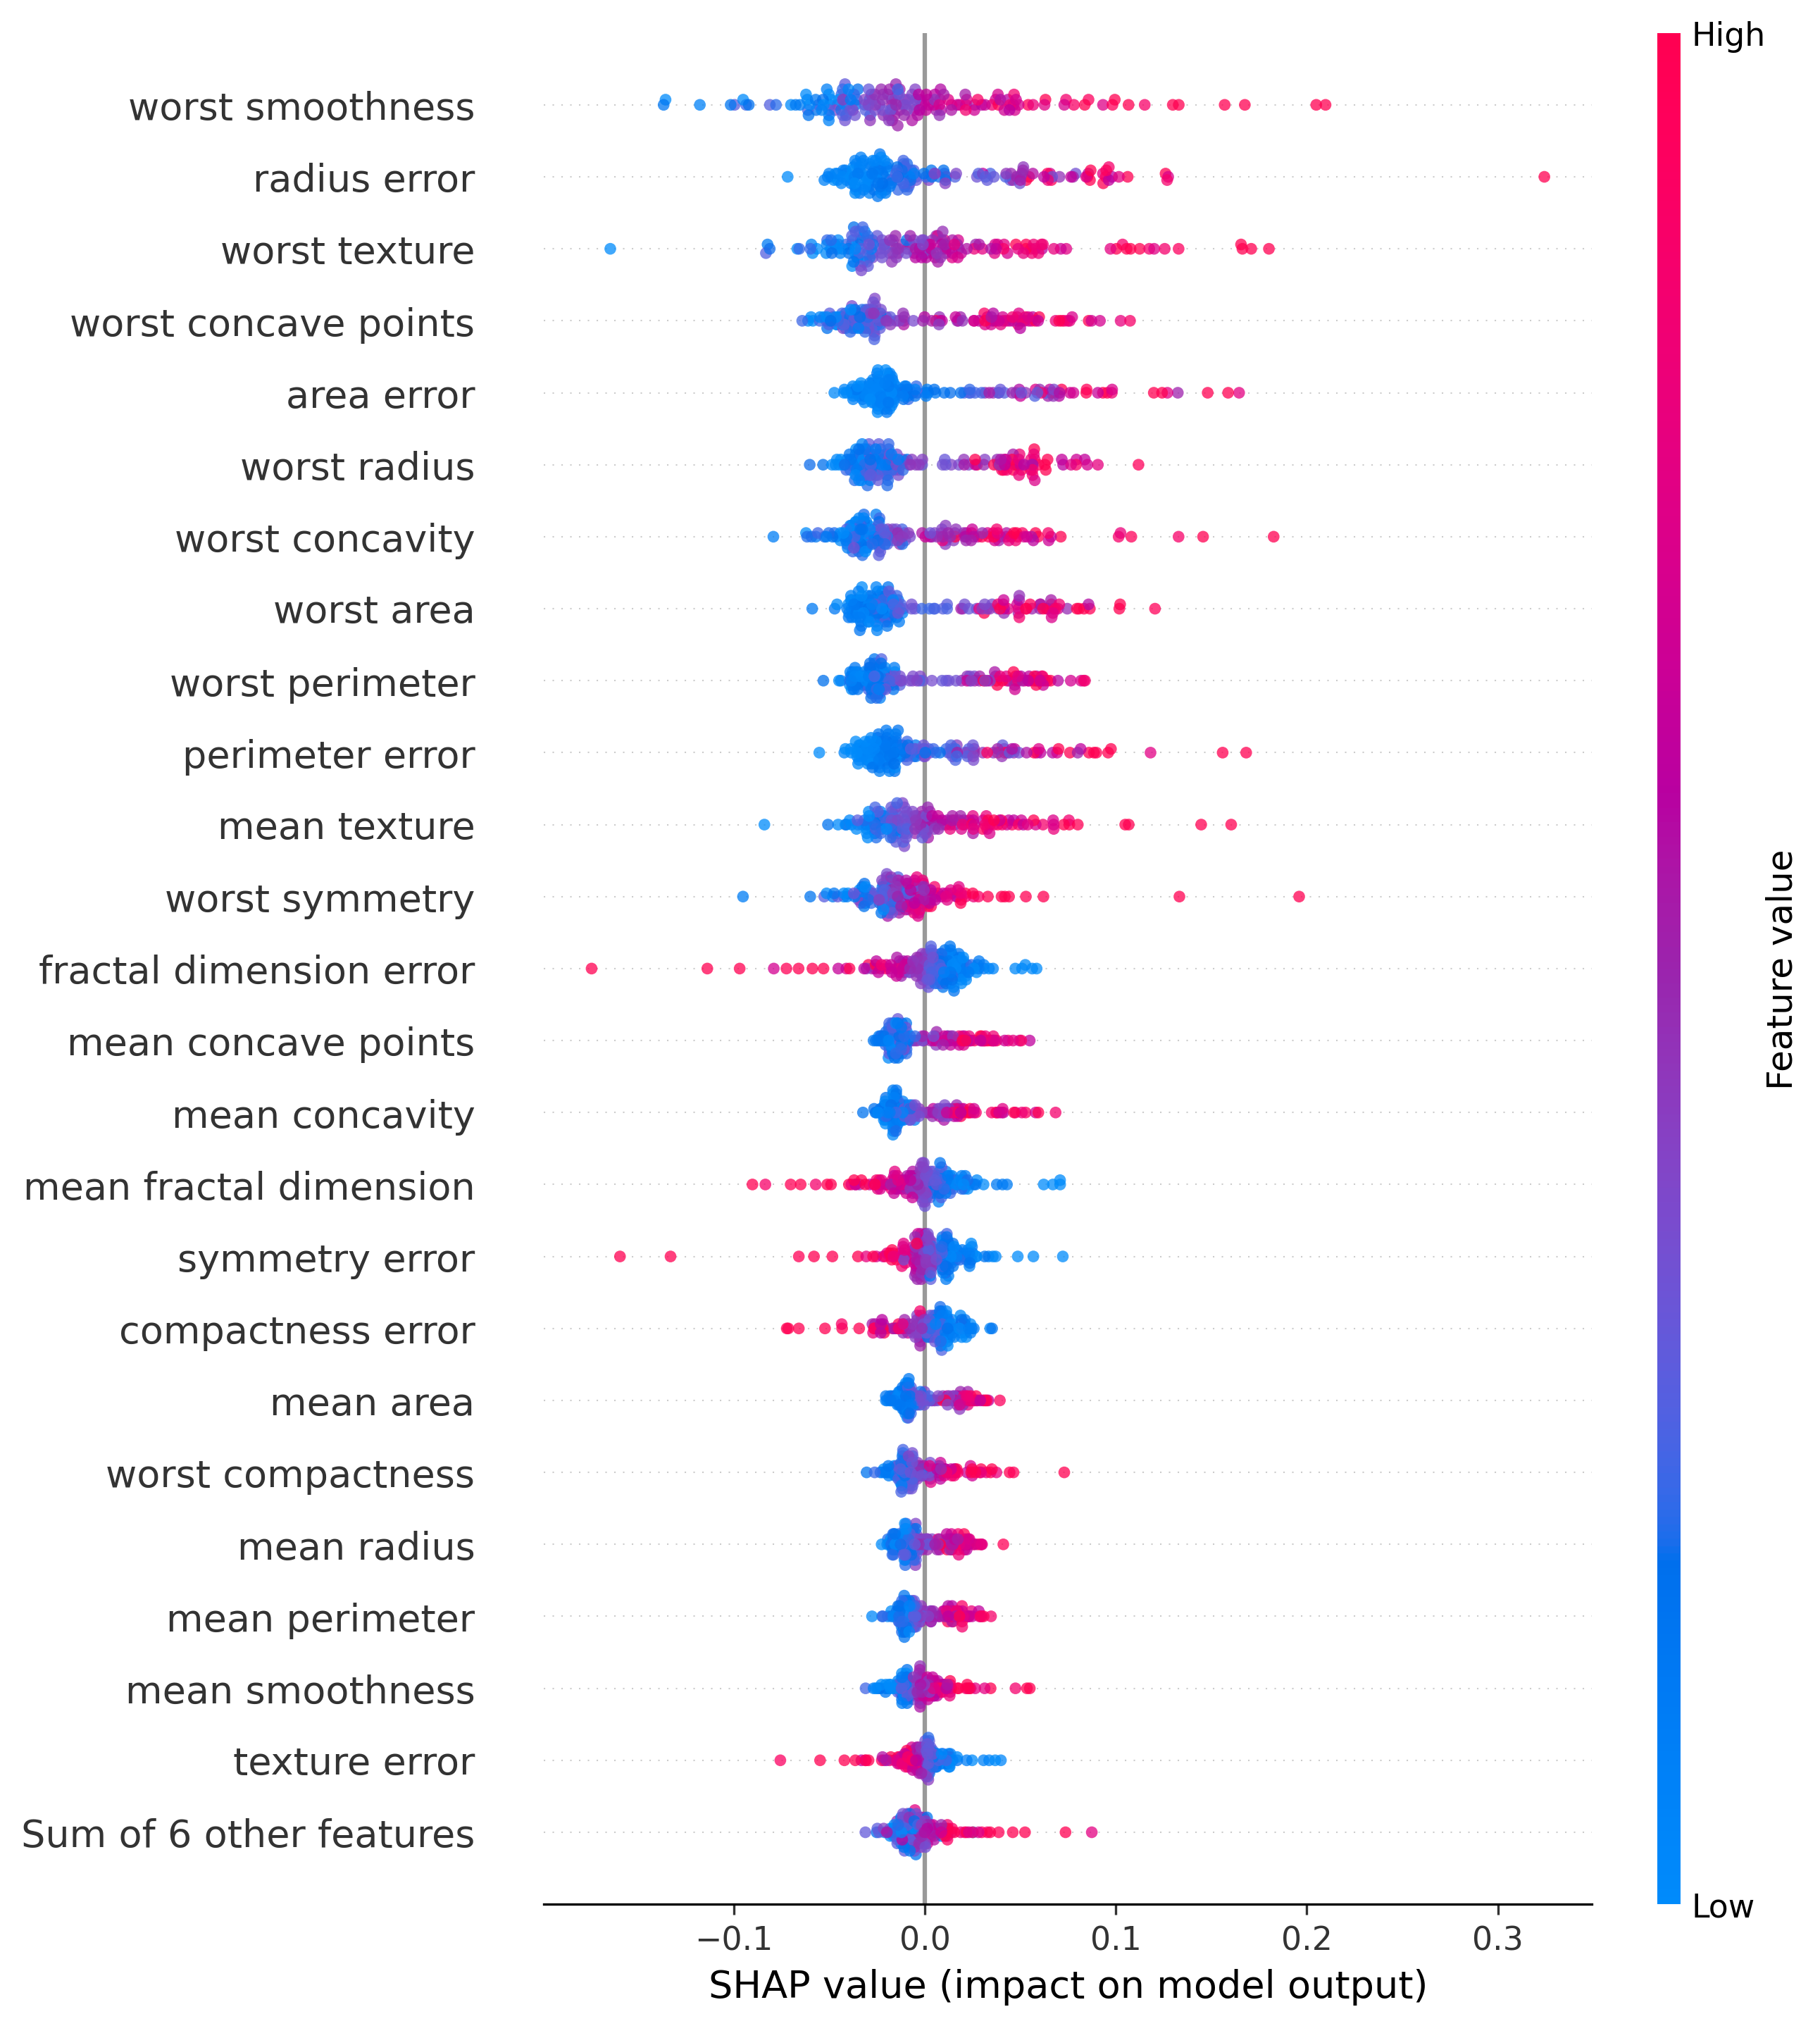 High
worst smoothness
radius error
worst texture
worst concave points
area error
worst radius
worst concavity
worst area
worst perimeter
perimeter error
mean texture
worst symmetry
fractal dimension error
mean concave points
mean concavity
mean fractal dimension
symmetry error
compactness error
mean area
worst compactness
mean radius
mean perimeter
mean smoothness
texture error
Sum of 6 other features
Feature value
Low
−0.1 0.0 0.1 0.2 0.3
SHAP value (impact on model output)